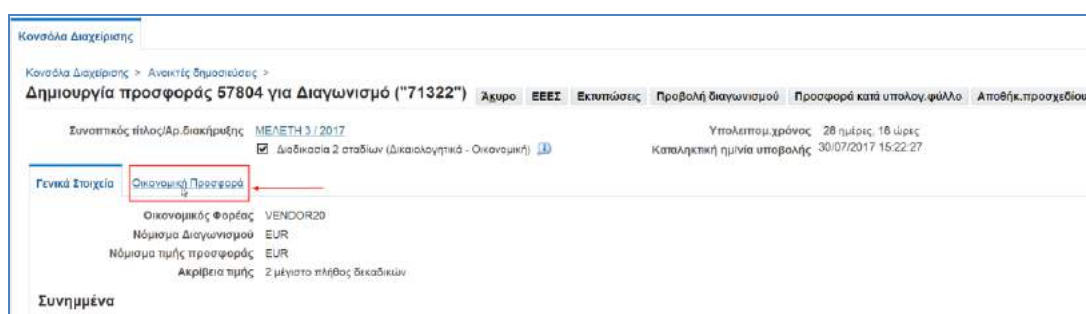 Κονσόλα Διαχείρισης
Κονσόλα Διαχείρισης > Ανοικτές δημοσιεύσεις >
Δημιουργία προσφοράς 57804 για Διαγωνισμό ("71322") Άκυρο ΕΕΕΣ Εκτυπώσεις Προβολή διαγωνισμού Προσφορά κατά υπολογ.φύλλο Αποθήκ.προσχεδίου
Συνοπτικός τίτλος/Αρ.διακήρυξης ΜΕΛΕΤΗ 3 / 2017 Υπολειπομ.χρόνος 28 ημέρες, 16 ώρες
Διαδικασία 2 σταδίων (Δικαιολογητικά - Οικονομική) Καταληκτική ημ/νία υποβολής 30/07/2017 15:22:27
Γενικά Στοιχεία Οικονομική Προσφορά
Οικονομικός Φορέας VENDOR20
Νόμισμα Διαγωνισμού EUR
Νόμισμα τιμής προσφοράς EUR
Ακρίβεια τιμής 2 μέγιστο πλήθος δεκαδικών
Συνημμένα